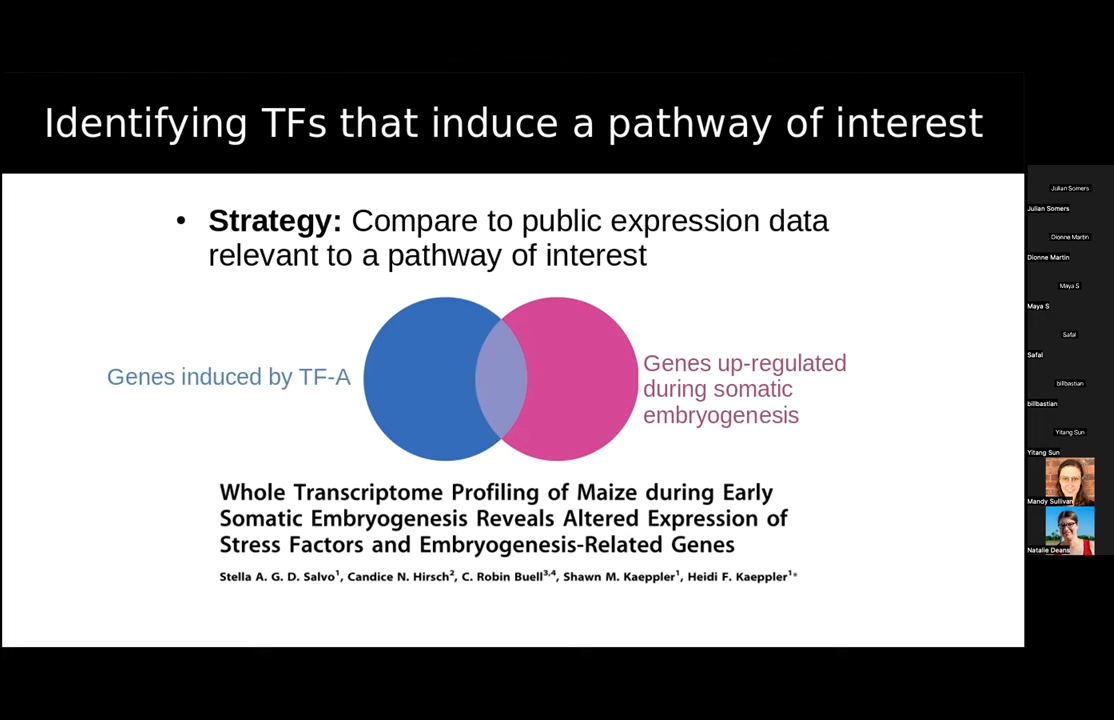 Identifying TFs that induce a pathway of interest
• Strategy: Compare to public expression data
relevant to a pathway of interest
Genes induced by TF-A
Genes up-regulated
during somatic
embryogenesis
Whole Transcriptome Profiling of Maize during Early
Somatic Embryogenesis Reveals Altered Expression of
Stress Factors and Embryogenesis-Related Genes
Stella A. G. D. Salvo1, Candice N. Hirsch2, C. Robin Buell3,4, Shawn M. Kaeppler1, Heidi F. Kaeppler1*
Julian Somers
Julian Somers
Dionne Martin
Dionne Martin
Maya S
Maya S
Safal
Safal
billbastian
billbastian
Yitang Sun
Yitang Sun
Mandy Sullivan
Natalie Deans